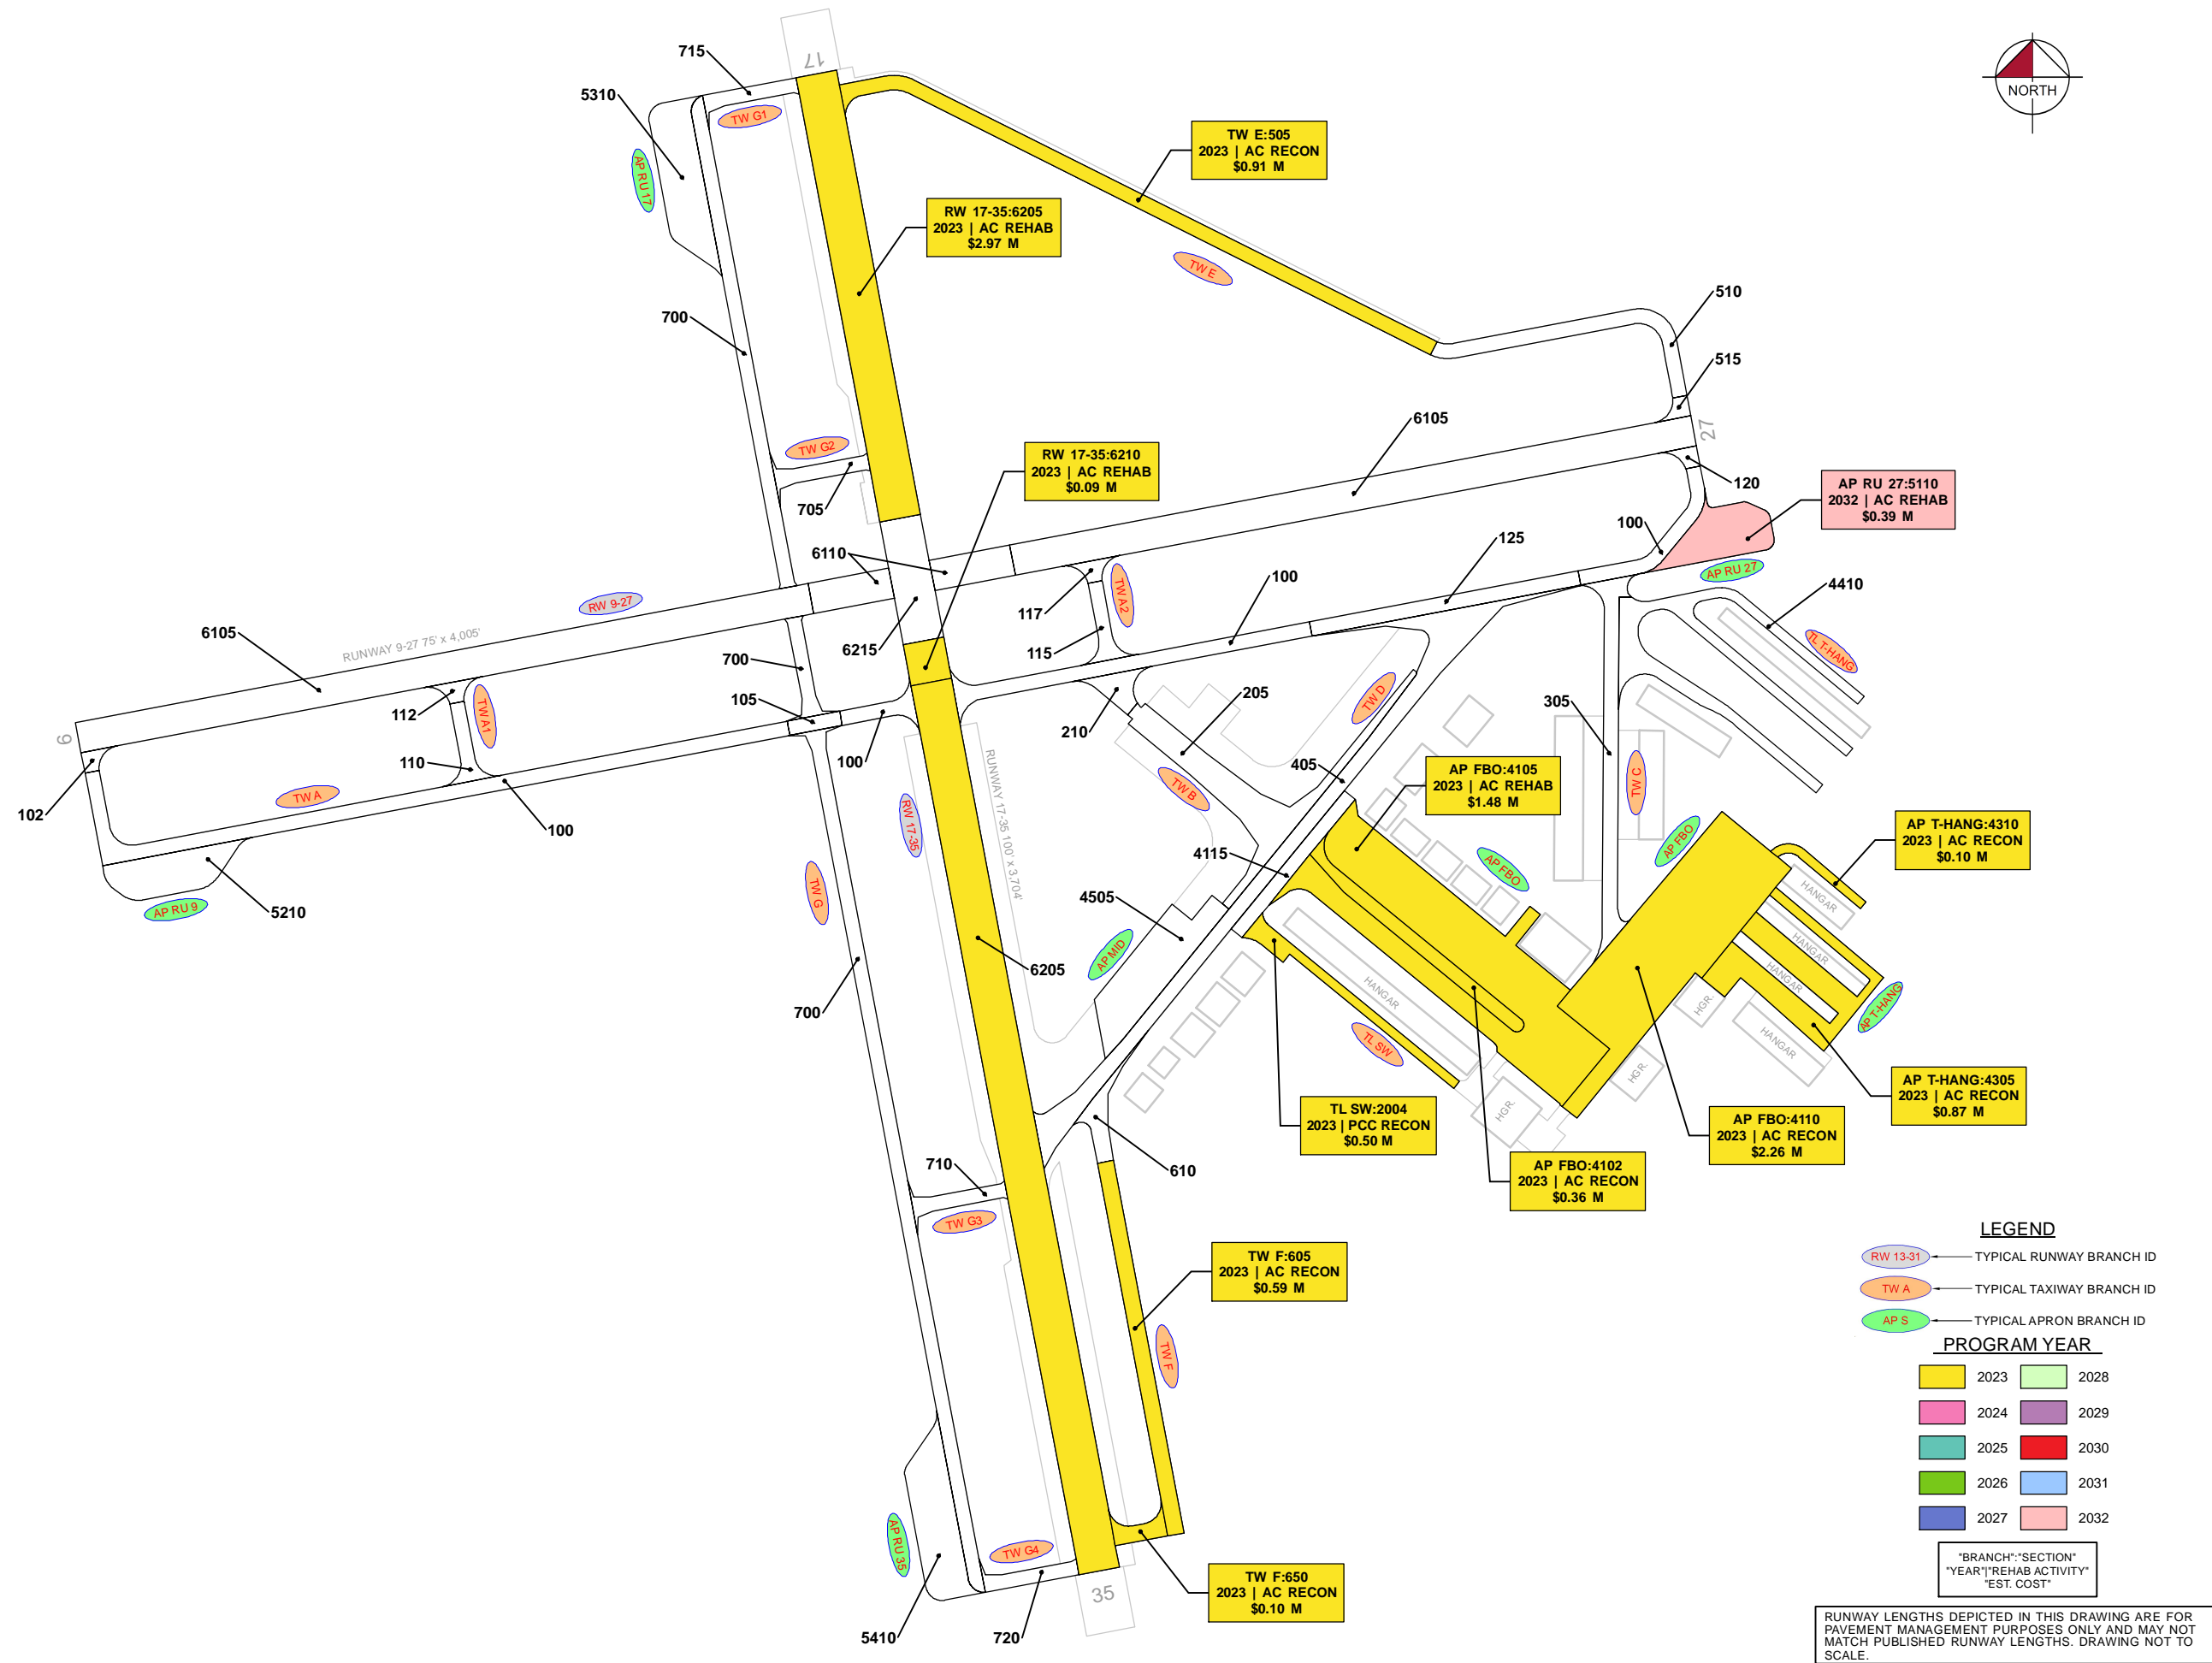 715
17
5310
TW G1
NORTH
AP RU 17
TW E:505
2023 | AC RECON
$0.91 M
RW 17-35:6205
2023 | AC REHAB
$2.97 M
TW E
510
700
515
6105
27
TW G2
RW 17-35:6210
2023 | AC REHAB
$0.09 M
705
120
AP RU 27:5110
2032 | AC REHAB
$0.39 M
100
125
6110
AP RU 27
100
4410
RW 9-27
TW A2
117
6105
RUNWAY 9-27 75' x 4,005'
6215
115
TL T-HANG
700
TW D
205
305
112
TW A1
105
210
9
110
100
405
TW C
TW B
AP FBO:4105
2023 | AC REHAB
$1.48 M
RUNWAY 17-35 100' x 3,704'
TW A
102
100
RW 17-35
AP T-HANG:4310
2023 | AC RECON
$0.10 M
4115
AP FBO
AP FBO
HANGAR
TW G
4505
AP RU 9
5210
HANGAR
AP MID
6205
HANGAR
HANGAR
HGR.
AP T-HANG
700
TL SW
HANGAR
HGR.
AP T-HANG:4305
2023 | AC RECON
$0.87 M
TL SW:2004
2023 | PCC RECON
$0.50 M
HGR.
AP FBO:4110
2023 | AC RECON
$2.26 M
710
610
AP FBO:4102
2023 | AC RECON
$0.36 M
TW G3
TW F:605
2023 | AC RECON
$0.59 M
TW F
AP RU 35
TW G4
35
TW F:650
2023 | AC RECON
$0.10 M
5410
720
LEGEND
RW 13-31 TYPICAL RUNWAY BRANCH ID
TW A TYPICAL TAXIWAY BRANCH ID
AP S TYPICAL APRON BRANCH ID
PROGRAM YEAR
2023 2028
2024 2029
2025 2030
2026 2031
2027 2032
"BRANCH":"SECTION"
"YEAR"|"REHAB ACTIVITY"
"EST. COST"
RUNWAY LENGTHS DEPICTED IN THIS DRAWING ARE FOR
PAVEMENT MANAGEMENT PURPOSES ONLY AND MAY NOT
MATCH PUBLISHED RUNWAY LENGTHS. DRAWING NOT TO
SCALE.